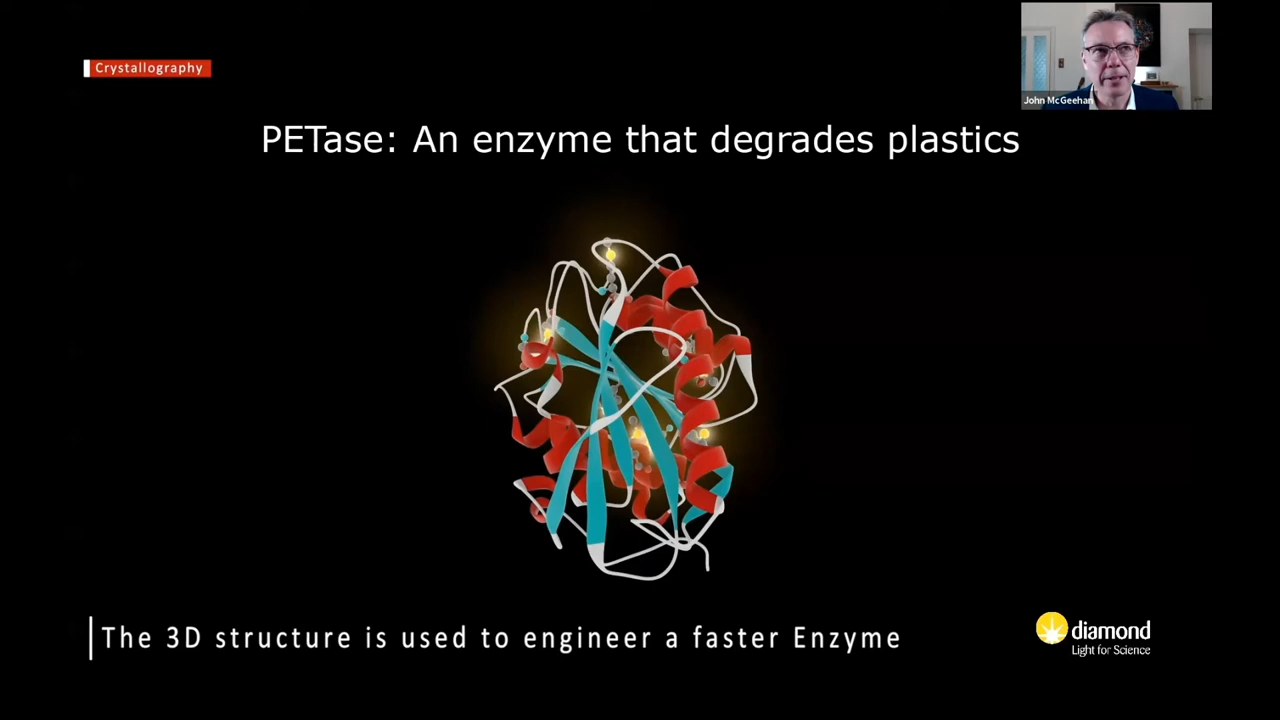 Crystallography
John McGeehan
PETase: An enzyme that degrades plastics
The 3D structure is used to engineer a faster Enzyme
diamond
Light for Science